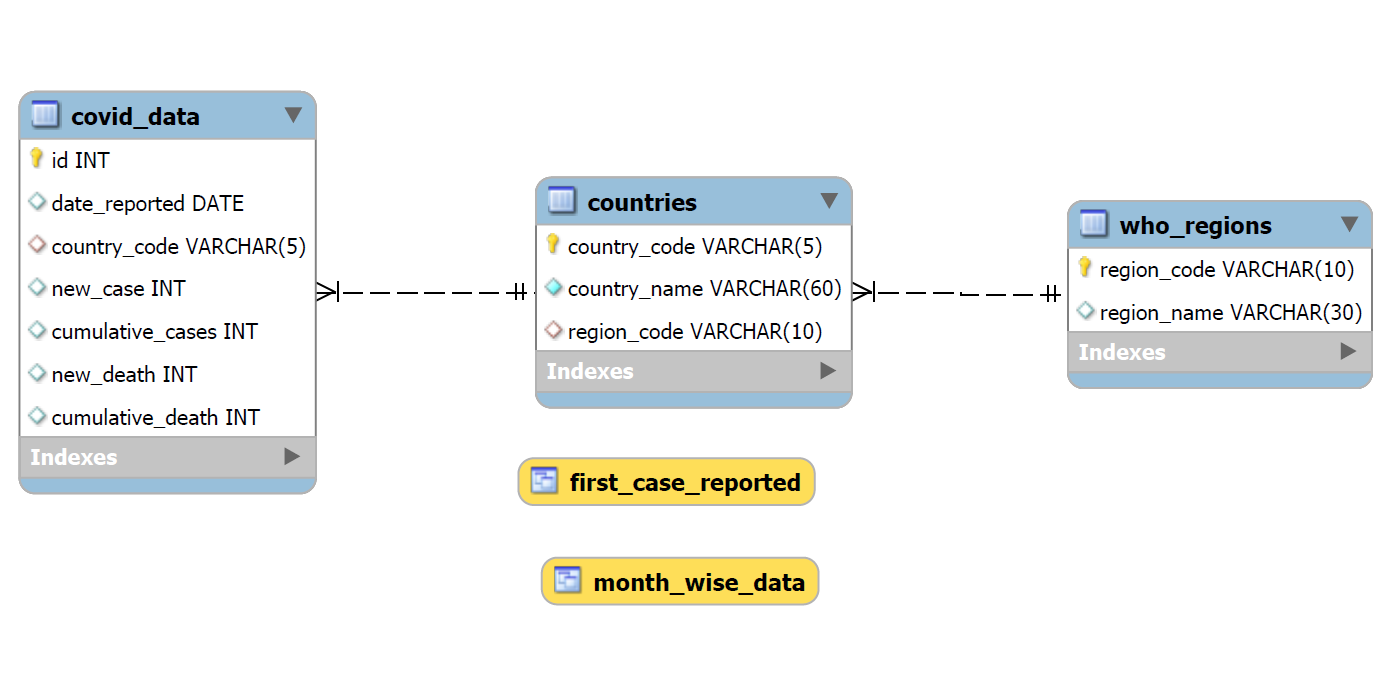 covid_data
id INT
date_reported DATE
country_code VARCHAR(5)
new_case INT
cumulative_cases INT
new_death INT
cumulative_death INT
Indexes
countries
country_code VARCHAR(5)
country_name VARCHAR(60)
region_code VARCHAR(10)
Indexes
who_regions
region_code VARCHAR(10)
region_name VARCHAR(30)
Indexes
first_case_reported
month_wise_data